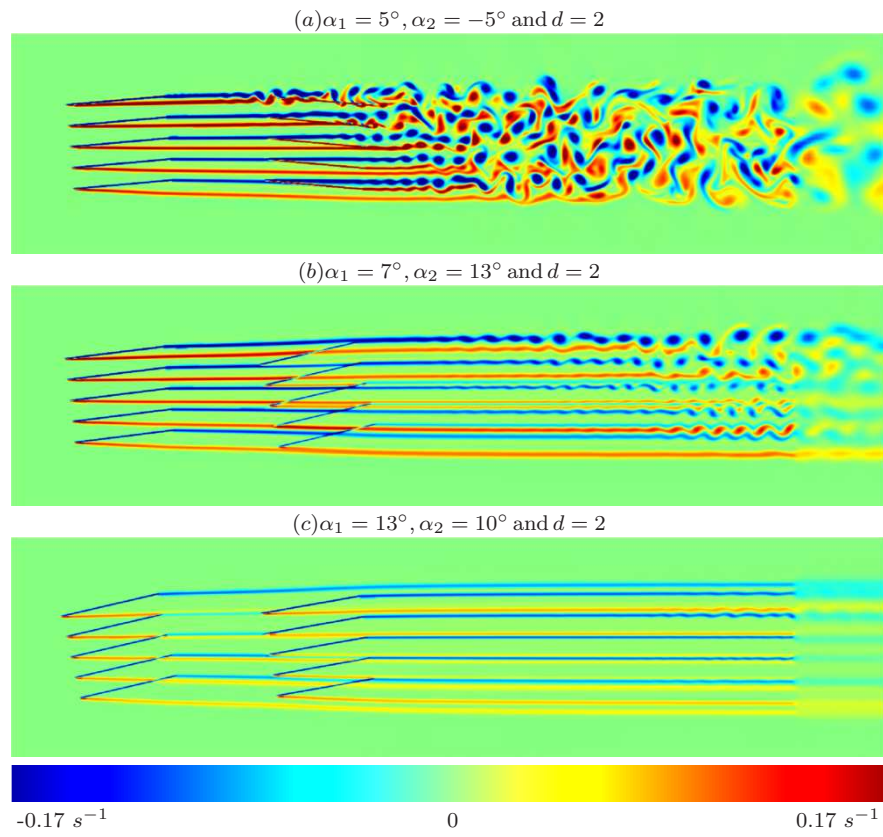 (a)α₁ = 5°, α₂ = −5° and d = 2
(b)α₁ = 7°, α₂ = 13° and d = 2
(c)α₁ = 13°, α₂ = 10° and d = 2
-0.17 s⁻¹ 0 0.17 s⁻¹